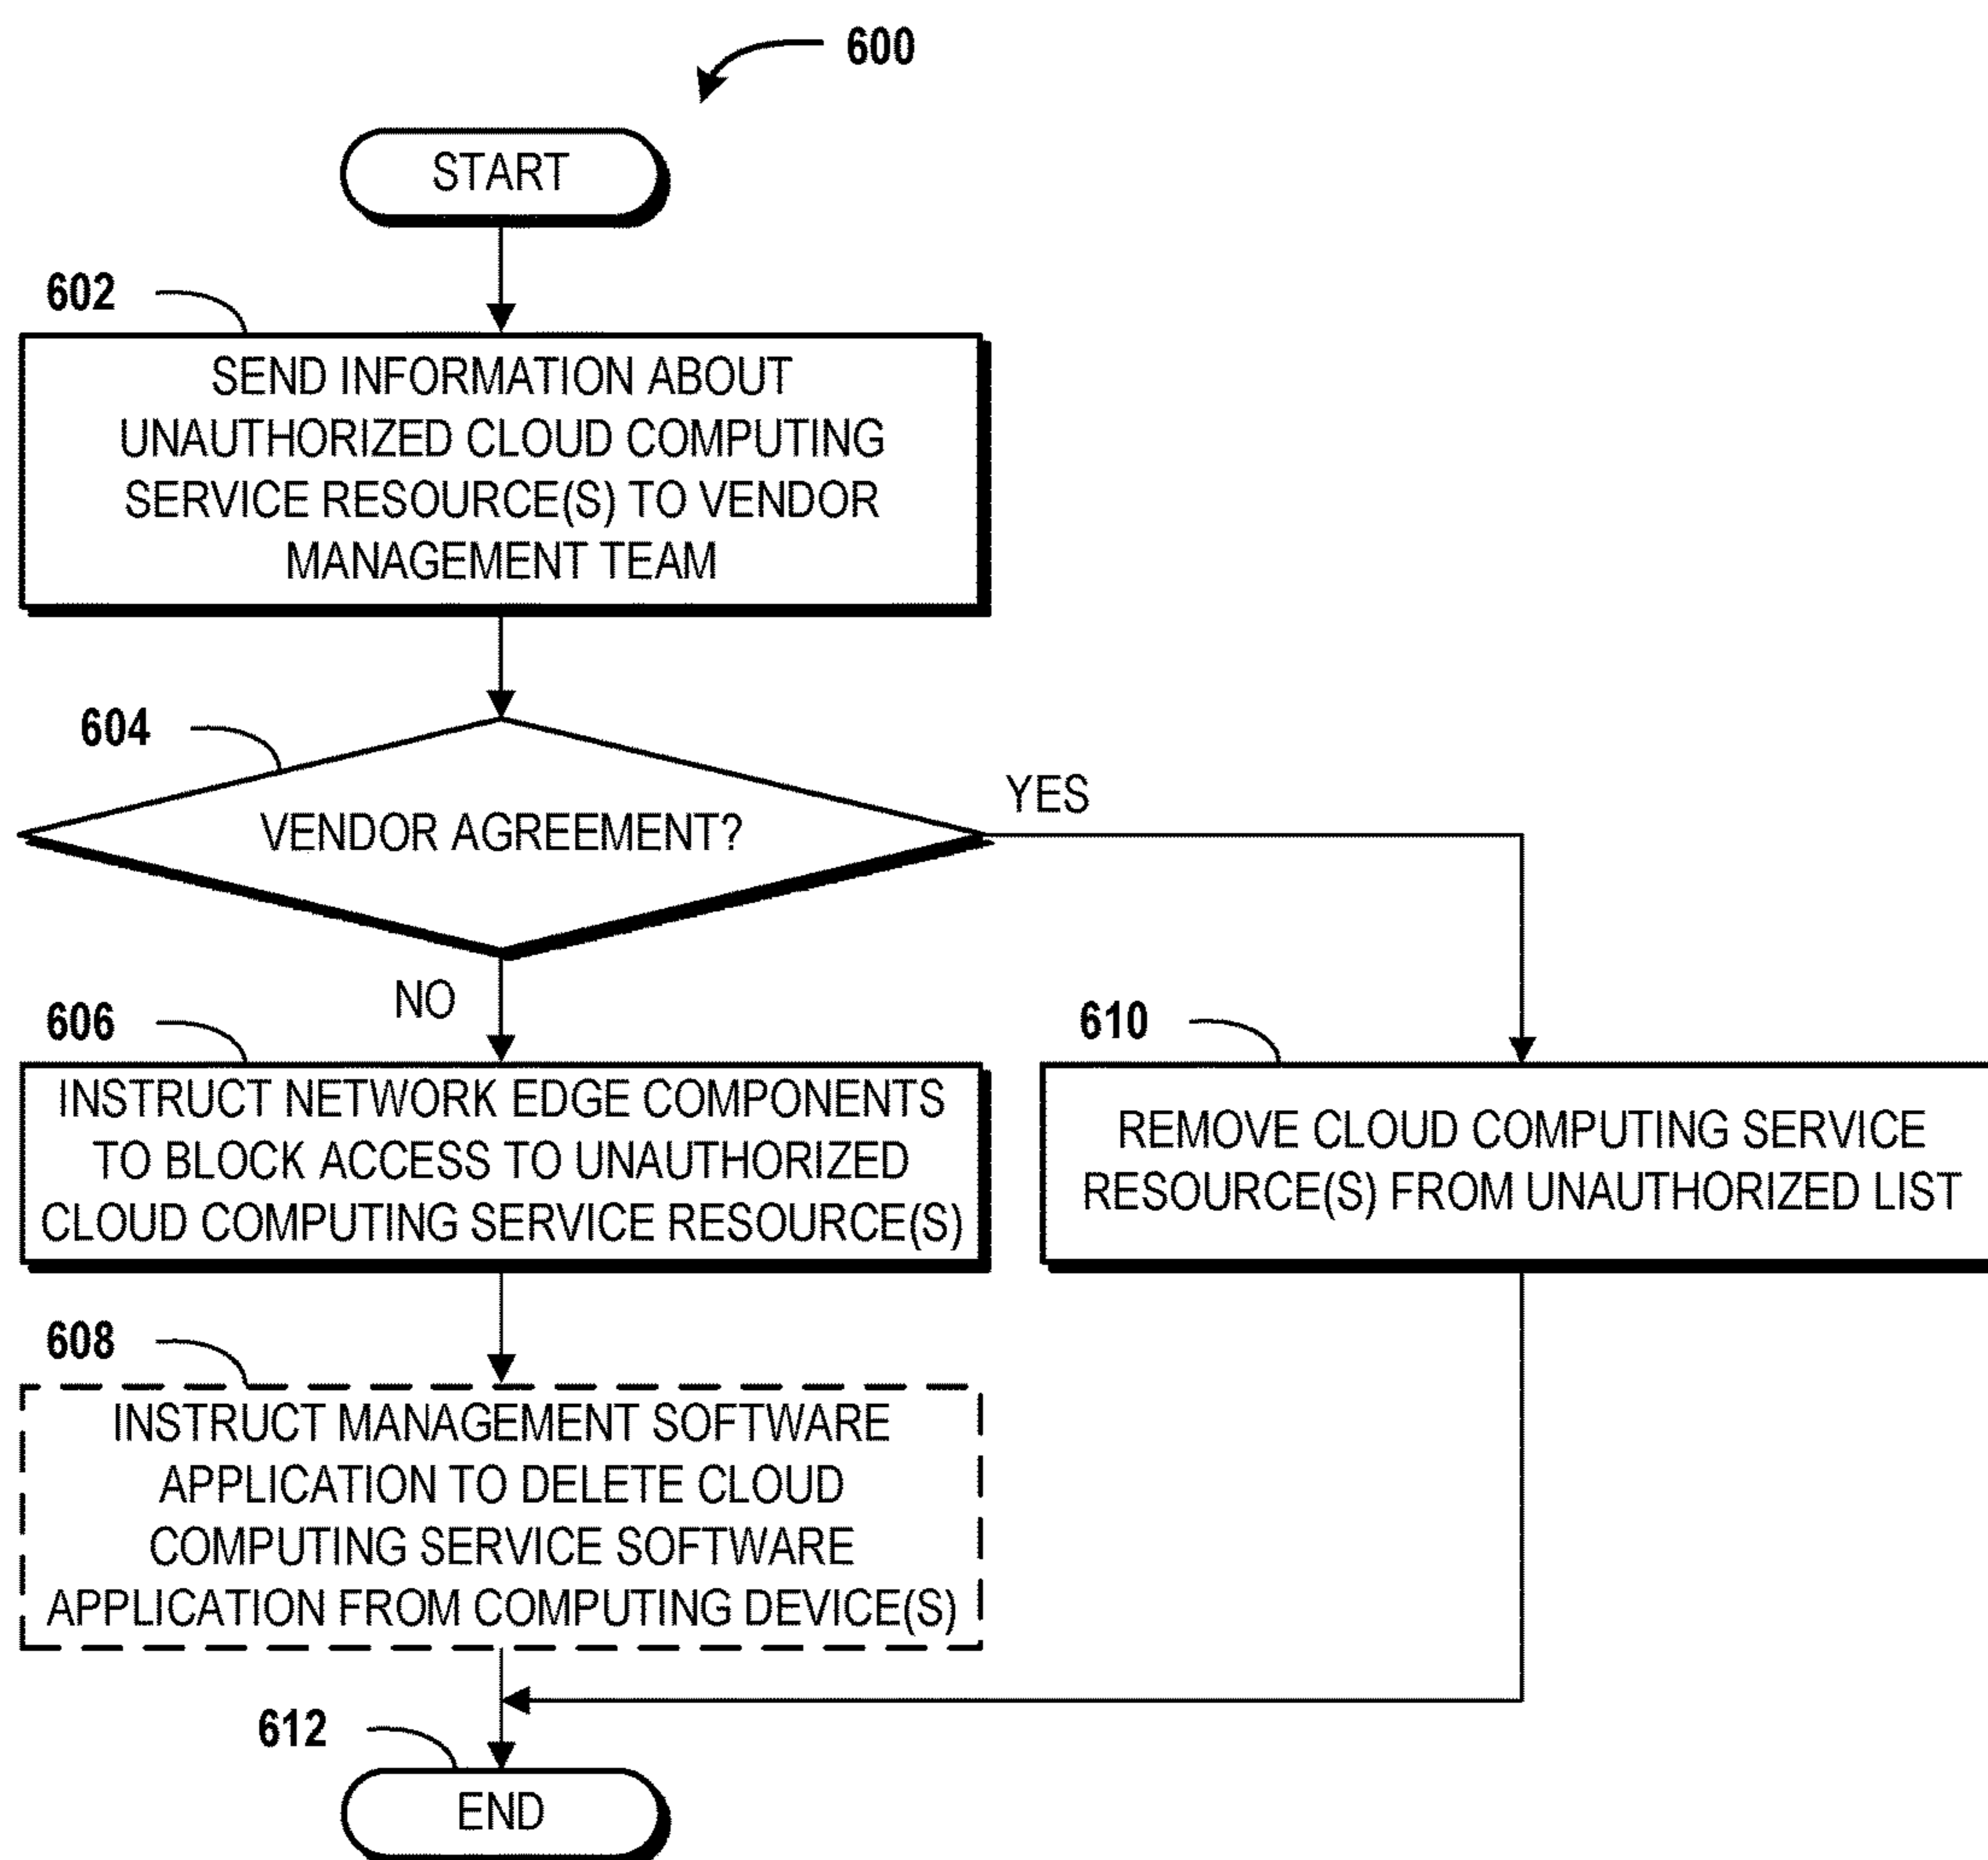 600
START
602
SEND INFORMATION ABOUT
UNAUTHORIZED CLOUD COMPUTING
SERVICE RESOURCE(S) TO VENDOR
MANAGEMENT TEAM
604
VENDOR AGREEMENT?
YES
NO
606
INSTRUCT NETWORK EDGE COMPONENTS
TO BLOCK ACCESS TO UNAUTHORIZED
CLOUD COMPUTING SERVICE RESOURCE(S)
610
REMOVE CLOUD COMPUTING SERVICE
RESOURCE(S) FROM UNAUTHORIZED LIST
608
INSTRUCT MANAGEMENT SOFTWARE
APPLICATION TO DELETE CLOUD
COMPUTING SERVICE SOFTWARE
APPLICATION FROM COMPUTING DEVICE(S)
612
END